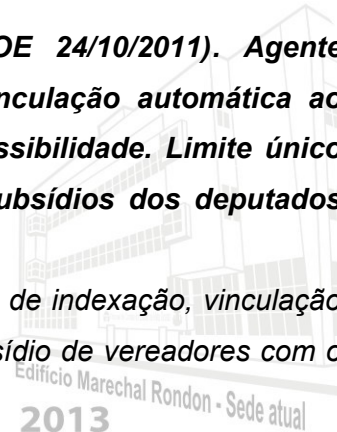 OE 24/10/2011). Agente
nculação automática ao
ssibilidade. Limite único
ubsídios dos deputados
de indexação, vinculação
sídio de vereadores com o
Edifício Marechal Rondon - Sede atual
2013